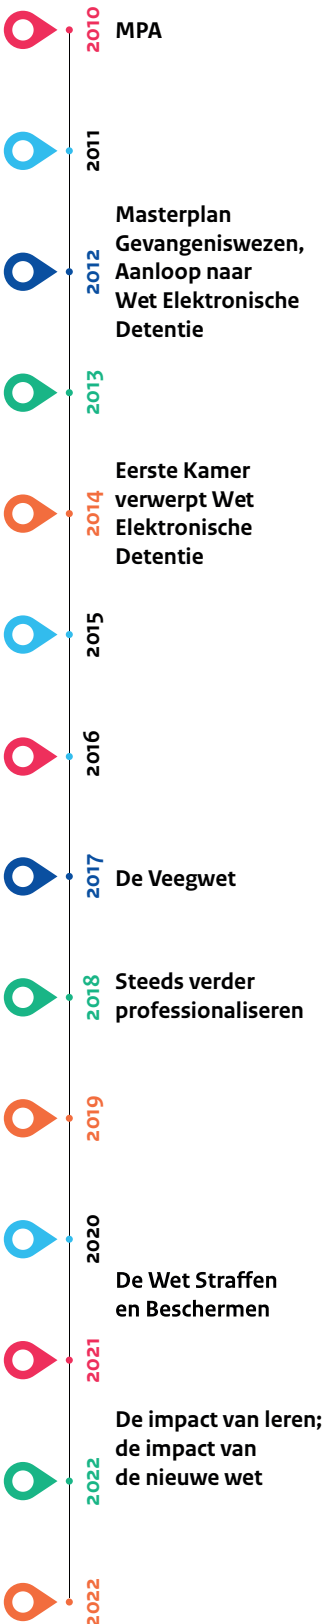 2010
MPA
2011
2012
Masterplan
Gevangeniswezen,
Aanloop naar
Wet Elektronische
Detentie
2013
2014
Eerste Kamer
verwerpt Wet
Elektronische
Detentie
2015
2016
2017
De Veegwet
2018
Steeds verder
professionaliseren
2019
2020
De Wet Straffen
en Beschermen
2021
De impact van leren;
de impact van
de nieuwe wet
2022
2022